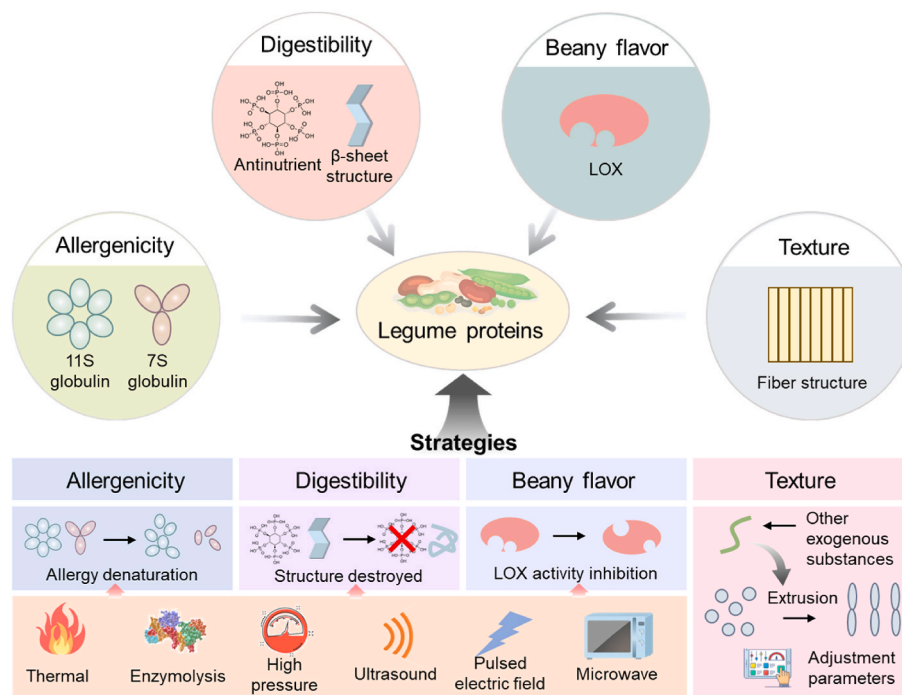 Digestibility
Antinutrient
β-sheet
structure
Beany flavor
LOX
Allergenicity
11S
globulin
7S
globulin
Legume proteins
Texture
Fiber structure
Strategies
Allergenicity
Allergy denaturation
Digestibility
Structure destroyed
Beany flavor
LOX activity inhibition
Texture
Other
exogenous
substances
Extrusion
Adjustment
parameters
Thermal
Enzymolysis
High
pressure
Ultrasound
Pulsed
electric field
Microwave